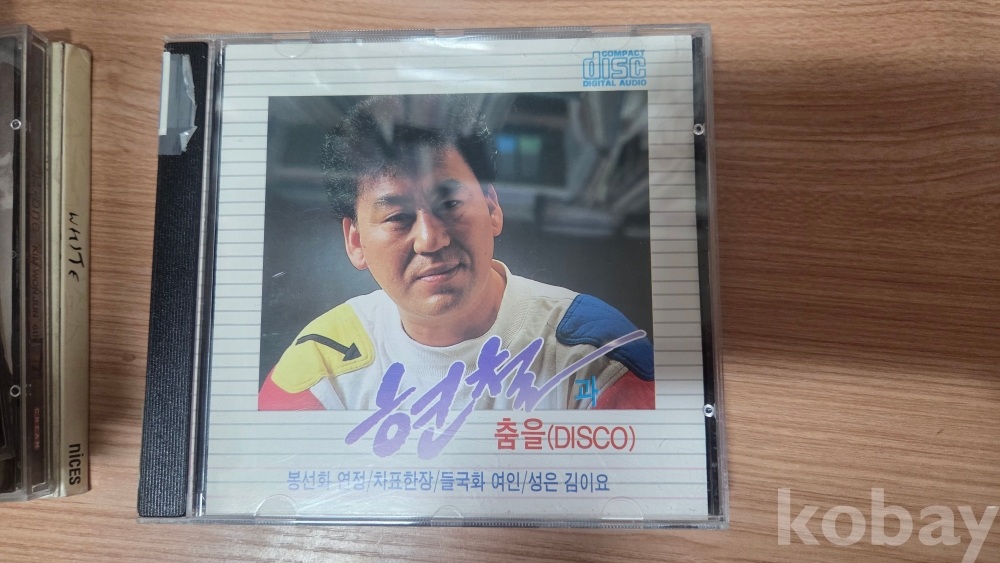 COMPACT
disc
DIGITAL AUDIO
현철
과
춤을(DISCO)
봉선화 연정/차표한장/들국화 여인/성은 김이요
WHITE
nICES
CREAM
kobay